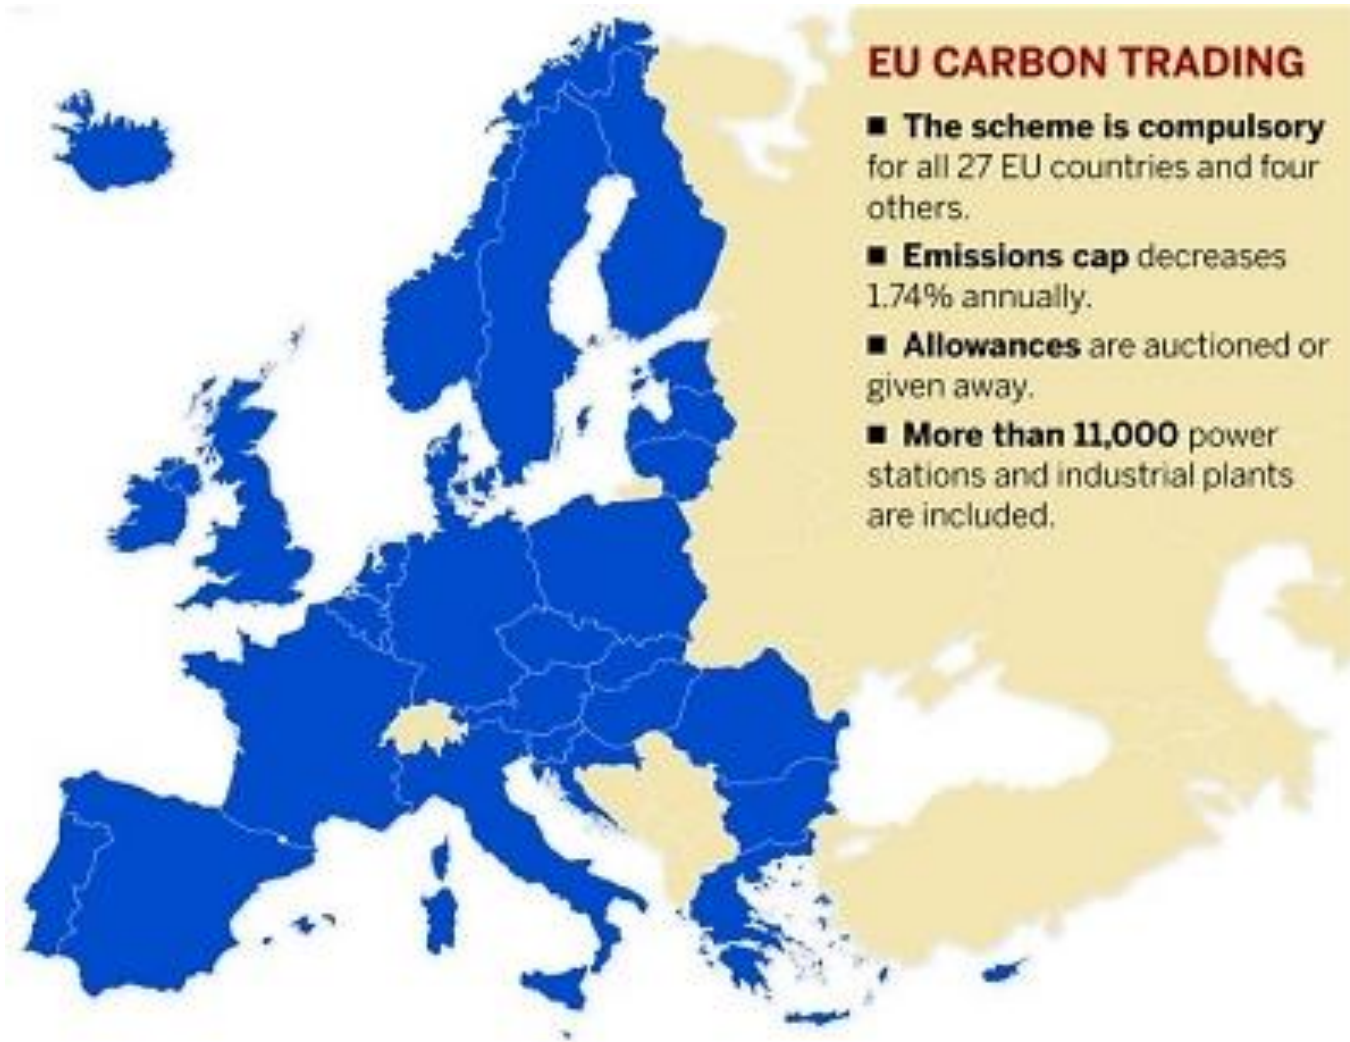 EU CARBON TRADING
■ The scheme is compulsory
for all 27 EU countries and four
others.
■ Emissions cap decreases
1.74% annually.
■ Allowances are auctioned or
given away.
■ More than 11,000 power
stations and industrial plants
are included.